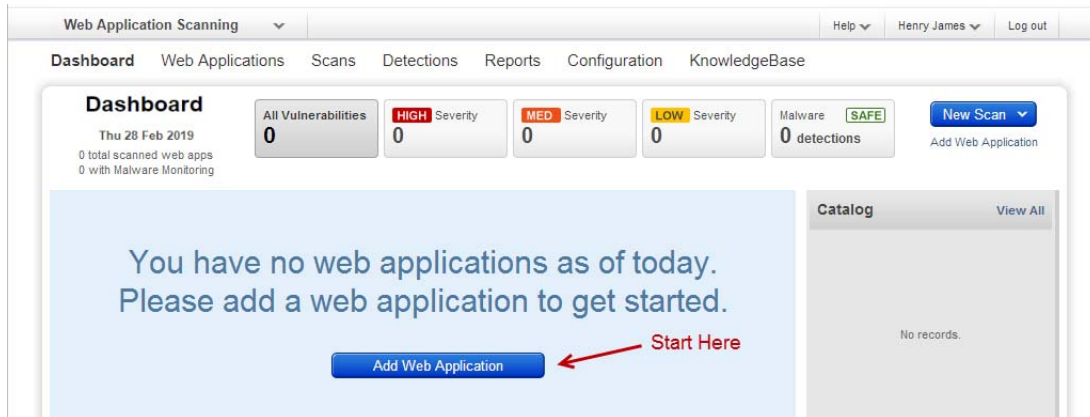 Web Application Scanning
Help
Henry James
Log out
Dashboard Web Applications Scans Detections Reports Configuration KnowledgeBase
Dashboard
Thu 28 Feb 2019
0 total scanned web apps
0 with Malware Monitoring
All Vulnerabilities
0
HIGH Severity
0
MED Severity
0
LOW Severity
0
Malware SAFE
0 detections
New Scan
Add Web Application
You have no web applications as of today.
Please add a web application to get started.
Start Here
Add Web Application
Catalog View All
No records.